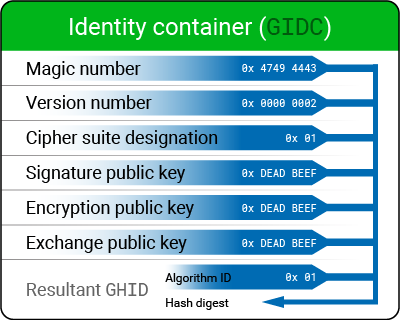 Identity container (GIDC)
Magic number 0x 4749 4443
Version number 0x 0000 0002
Cipher suite designation 0x 01
Signature public key 0x DEAD BEEF
Encryption public key 0x DEAD BEEF
Exchange public key 0x DEAD BEEF
Resultant GHID
Algorithm ID 0x 01
Hash digest